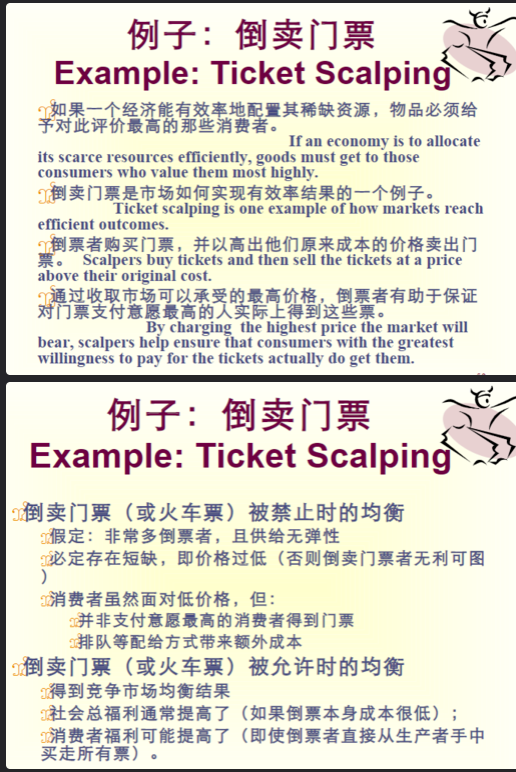 例子：倒卖门票
Example: Ticket Scalping
如果一个经济能有效率地配置其稀缺资源，物品必须给
予对此评价最高的那些消费者。
If an economy is to allocate
its scarce resources efficiently, goods must get to those
consumers who value them most highly.
倒卖门票是市场如何实现有效率结果的一个例子。
Ticket scalping is one example of how markets reach
efficient outcomes.
倒票者购买门票，并以高出他们原来成本的价格卖出门
票。 Scalpers buy tickets and then sell the tickets at a price
above their original cost.
通过收取市场可以承受的最高价格，倒票者有助于保证
对门票支付意愿最高的人实际上得到这些票。
By charging the highest price the market will
bear, scalpers help ensure that consumers with the greatest
willingness to pay for the tickets actually do get them.
例子：倒卖门票
Example: Ticket Scalping
倒卖门票（或火车票）被禁止时的均衡
假定：非常多倒票者，且供给无弹性
必定存在短缺，即价格过低（否则倒卖门票者无利可图
）
消费者虽然面对低价格，但：
并非支付意愿最高的消费者得到门票
排队等配给方式带来额外成本
倒卖门票（或火车票）被允许时的均衡
得到竞争市场均衡结果
社会总福利通常提高了（如果倒票本身成本很低）；
消费者福利可能提高了（即使倒票者直接从生产者手中
买走所有票）。